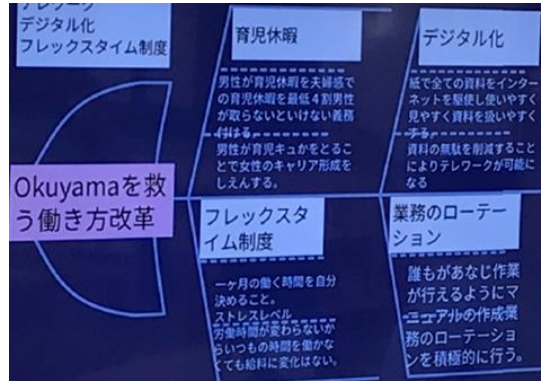 テレワーク
デジタル化
フレックスタイム制度
育児休暇
男性が育児休暇を夫婦感で
の育児休暇を最低4割男性
が取らないといけない義務
付ける。
男性が育児キュかをとるこ
とで女性のキャリア形成を
しえんする。
デジタル化
紙で全ての資料をインター
ネットを駆使し使いやすく
見やすく資料を扱いやすく
する。
資料の無駄を削減すること
によりテレワークが可能に
なる
Okuyamaを救
う働き方改革
フレックスタ
イム制度
一ヶ月の働く時間を自分
決めること。
ストレスレベル
労働時間が変わらないか
らいつもの時間を働かな
くても給料に変化はない。
業務のローテー
ション
誰もがあなじ作業
が行えるようにマ
ニュアルの作成業
務のローテーショ
ンを積極的に行う。